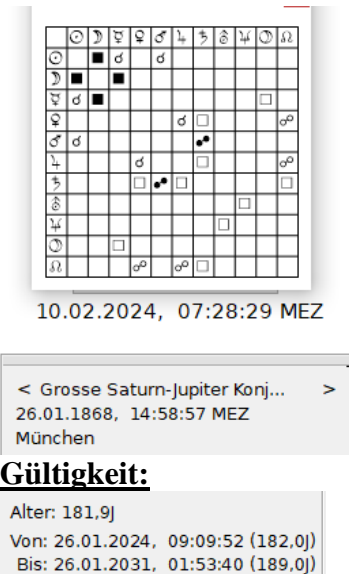 10.02.2024, 07:28:29 MEZ
< Grosse Saturn-Jupiter Konj... >
26.01.1868, 14:58:57 MEZ
München
Gültigkeit:
Alter: 181,9J
Von: 26.01.2024, 09:09:52 (182,0J)
Bis: 26.01.2031, 01:53:40 (189,0J)